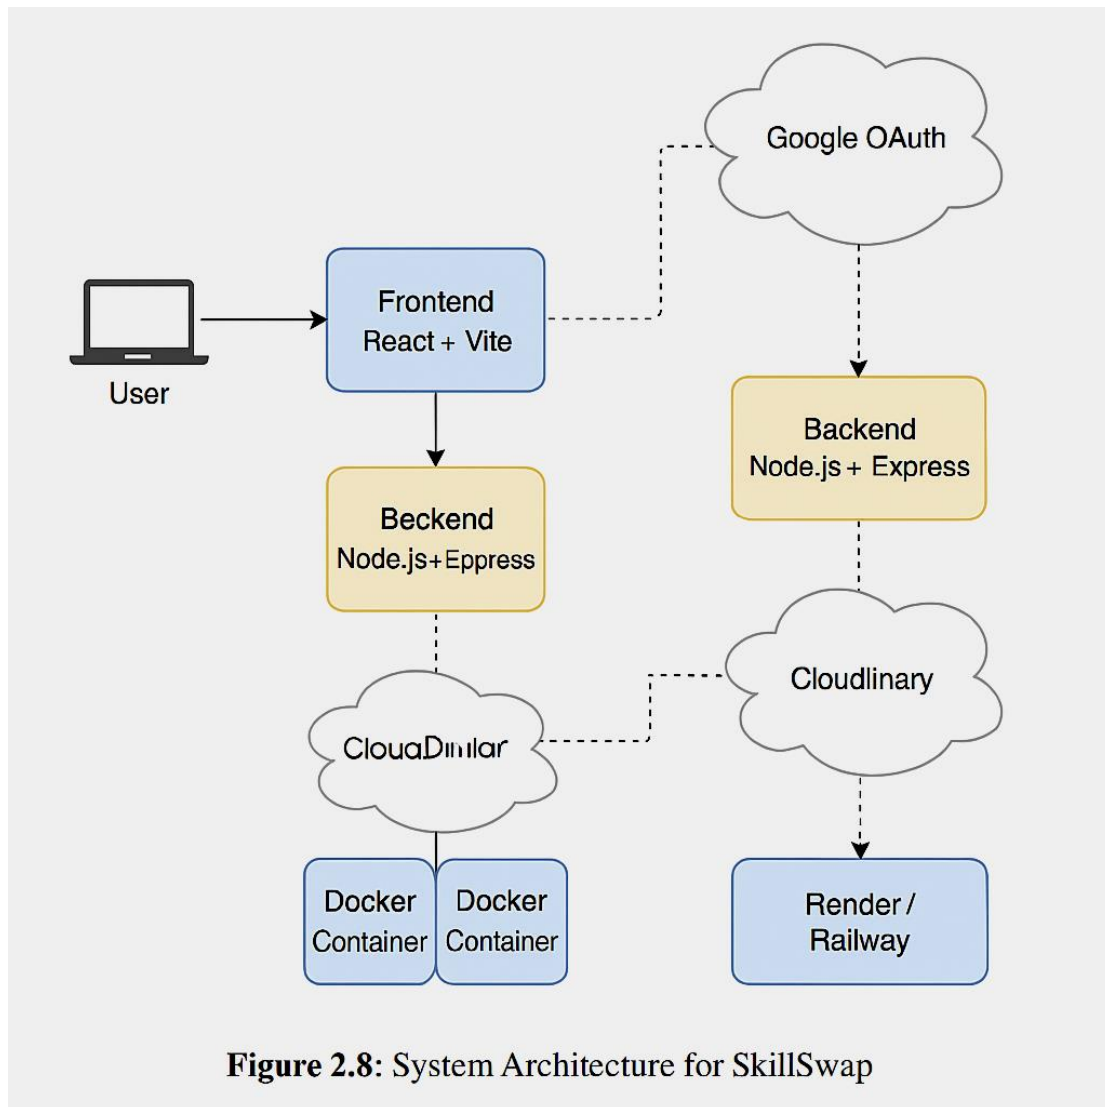 Google OAuth
Frontend
React + Vite
User
Backend
Node.js + Express
Beckend
Node.js+Eppress
Cloudlinary
Docker
Container
Docker
Container
Render /
Railway
Figure 2.8: System Architecture for SkillSwap